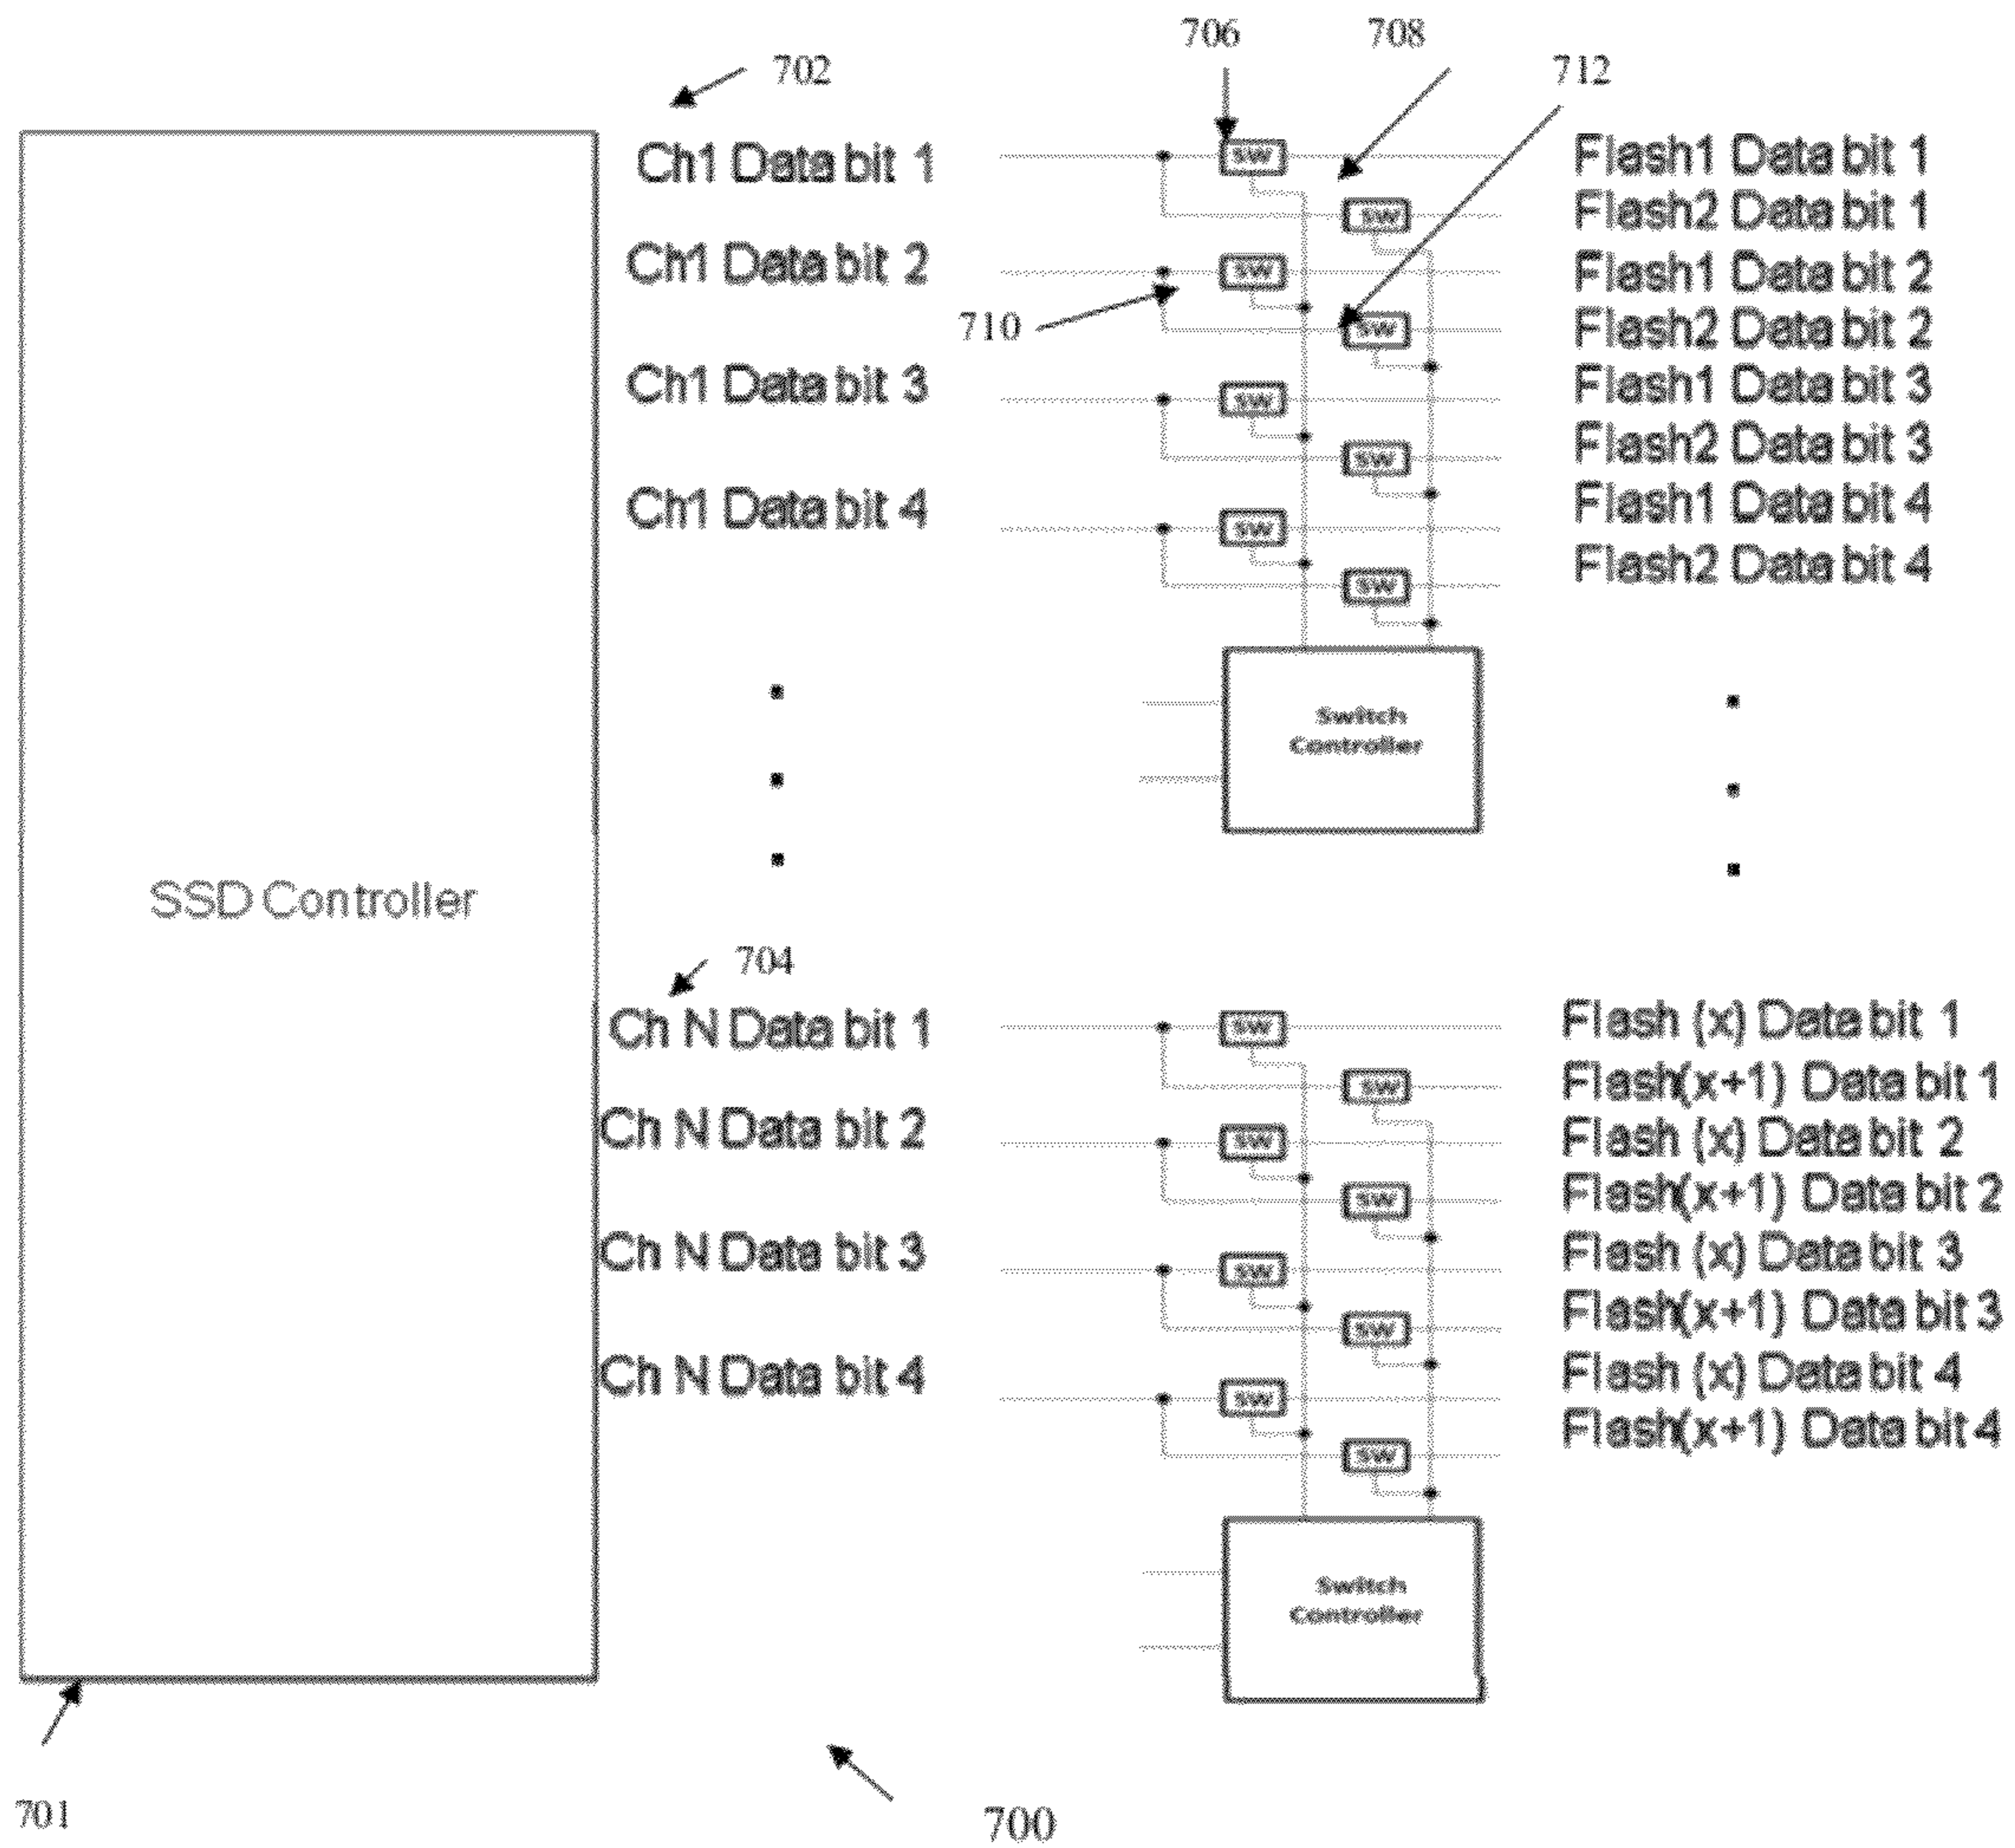 706
708
702
712
Ch1 Data bit 1
SW
Flash1 Data bit 1
SW
Flash2 Data bit 1
Ch1 Data bit 2
SW
Flash1 Data bit 2
710
SW
Flash2 Data bit 2
Ch1 Data bit 3
SW
Flash1 Data bit 3
SW
Flash2 Data bit 3
Ch1 Data bit 4
SW
Flash1 Data bit 4
SW
Flash2 Data bit 4
Switch
Controller
SSD Controller
704
Ch N Data bit 1
SW
Flash (x) Data bit 1
SW
Flash(x+1) Data bit 1
Ch N Data bit 2
SW
Flash (x) Data bit 2
SW
Flash(x+1) Data bit 2
Ch N Data bit 3
SW
Flash (x) Data bit 3
SW
Flash(x+1) Data bit 3
Ch N Data bit 4
SW
Flash (x) Data bit 4
SW
Flash(x+1) Data bit 4
Switch
Controller
701
700